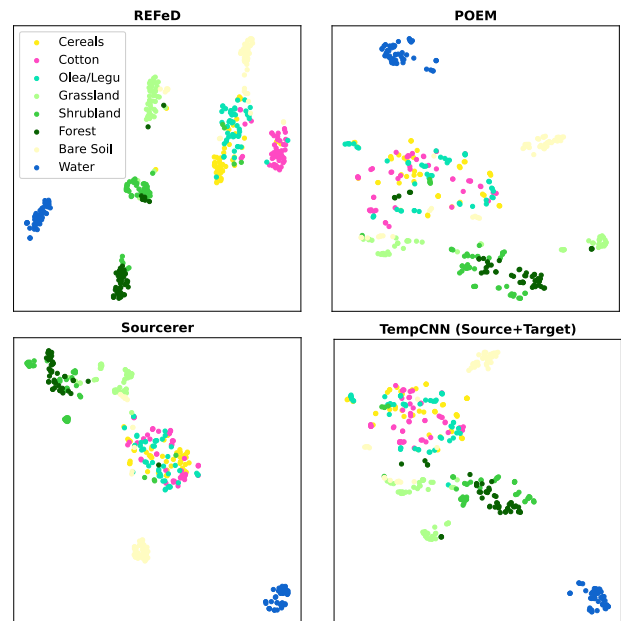 REFeD
POEM
Cereals
Cotton
Olea/Legu
Grassland
Shrubland
Forest
Bare Soil
Water
Sourcerer
TempCNN (Source+Target)